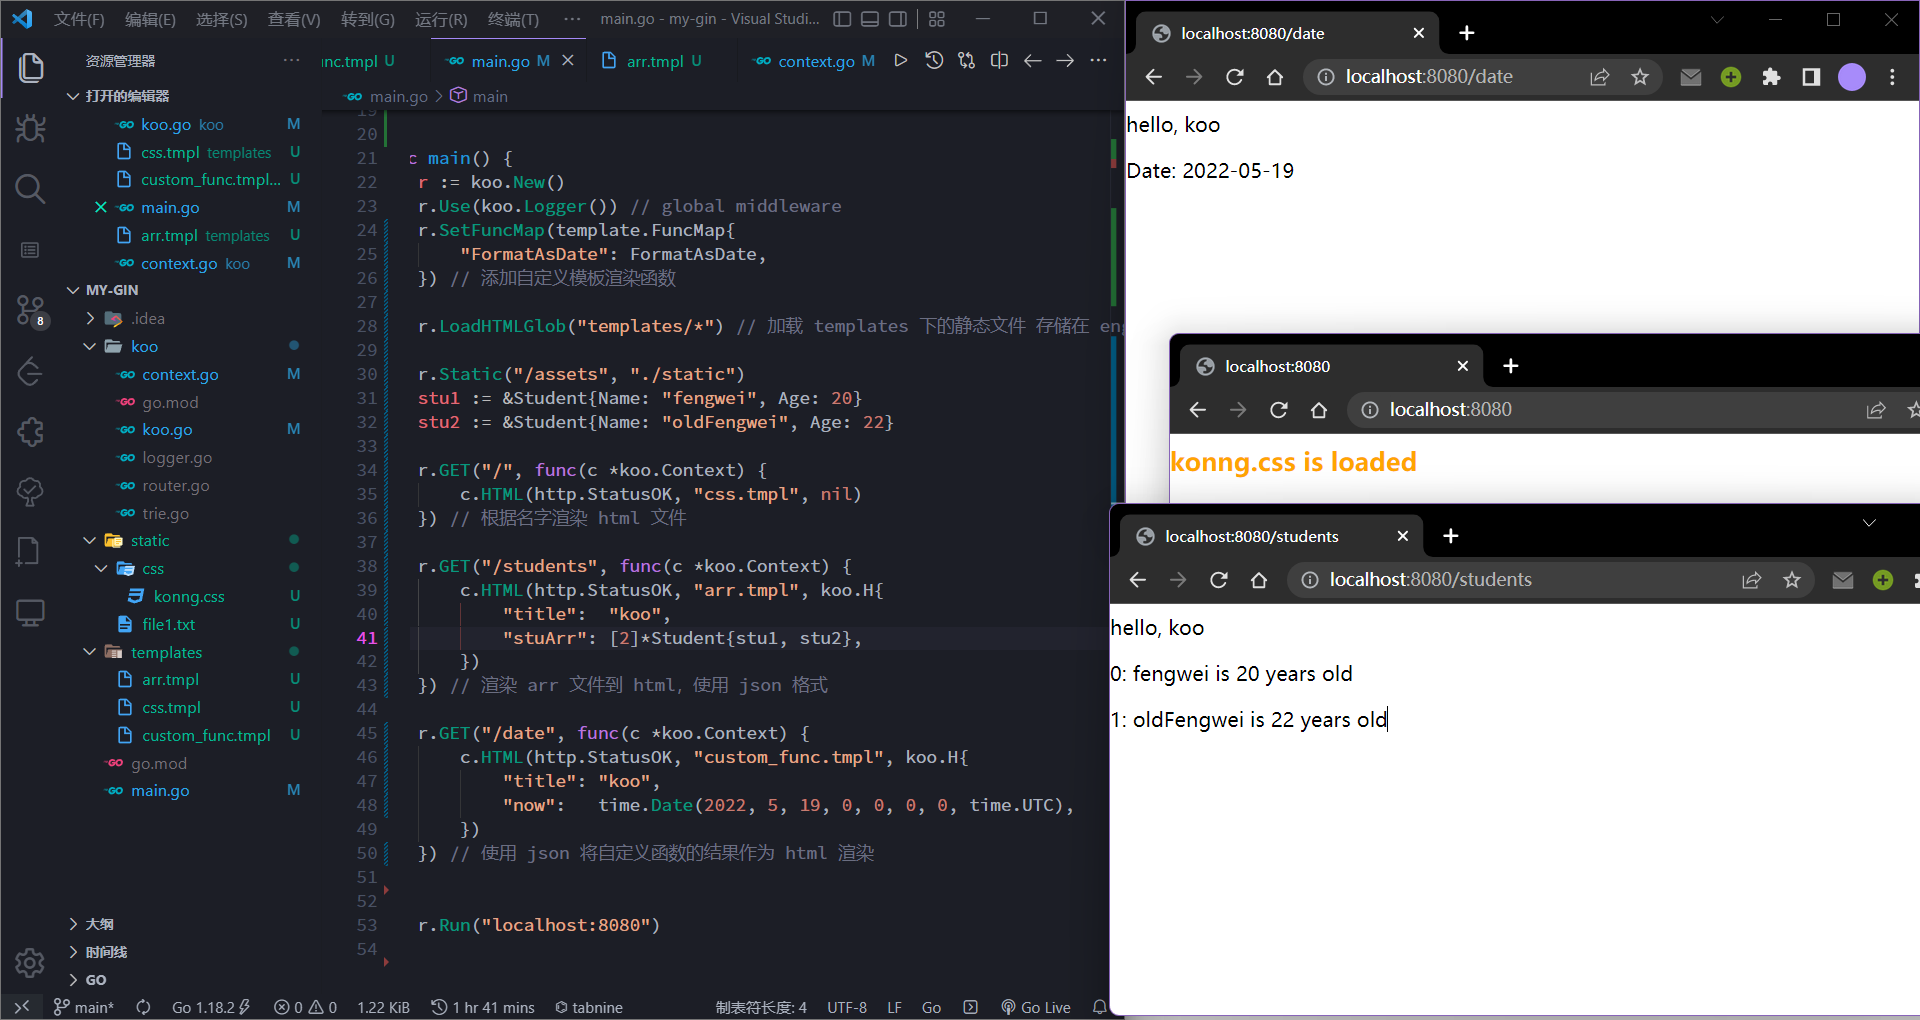 文件(F) 编辑(E) 选择(S) 查看(V) 转到(G) 运行(R) 终端(T) ··· main.go - my-gin - Visual Studi...
资源管理器 ···
打开的编辑器
koo.go koo M
css.tmpl templates U
custom_func.tmpl... U
main.go M
arr.tmpl templates U
context.go koo M
MY-GIN
.idea
koo
context.go M
go.mod
koo.go M
logger.go
router.go
trie.go
static
css
konng.css U
file1.txt U
templates
arr.tmpl U
css.tmpl U
custom_func.tmpl U
go.mod
main.go M
大纲
时间线
GO
8
unc.tmpl U main.go M arr.tmpl U context.go M
main.go > main
19
20
21 c main() {
22 r := koo.New()
23 r.Use(koo.Logger()) // global middleware
24 r.SetFuncMap(template.FuncMap{
25 "FormatAsDate": FormatAsDate,
26 }) // 添加自定义模板渲染函数
27
28 r.LoadHTMLGlob("templates/*") // 加载 templates 下的静态文件 存储在 eng
29
30 r.Static("/assets", "./static")
31 stu1 := &Student{Name: "fengwei", Age: 20}
32 stu2 := &Student{Name: "oldFengwei", Age: 22}
33
34 r.GET("/", func(c *koo.Context) {
35 c.HTML(http.StatusOK, "css.tmpl", nil)
36 }) // 根据名字渲染 html 文件
37
38 r.GET("/students", func(c *koo.Context) {
39 c.HTML(http.StatusOK, "arr.tmpl", koo.H{
40 "title": "koo",
41 "stuArr": [2]*Student{stu1, stu2},
42 })
43 }) // 渲染 arr 文件到 html, 使用 json 格式
44
45 r.GET("/date", func(c *koo.Context) {
46 c.HTML(http.StatusOK, "custom_func.tmpl", koo.H{
47 "title": "koo",
48 "now": time.Date(2022, 5, 19, 0, 0, 0, 0, time.UTC),
49 })
50 }) // 使用 json 将自定义函数的结果作为 html 渲染
51
52
53 r.Run("localhost:8080")
54
main* Go 1.18.2 0 0 1.22 KiB 1 hr 41 mins tabnine 制表符长度: 4 UTF-8 LF Go Go Live
localhost:8080/date
localhost:8080/date
hello, koo
Date: 2022-05-19
localhost:8080
localhost:8080
konng.css is loaded
localhost:8080/students
localhost:8080/students
hello, koo
0: fengwei is 20 years old
1: oldFengwei is 22 years old